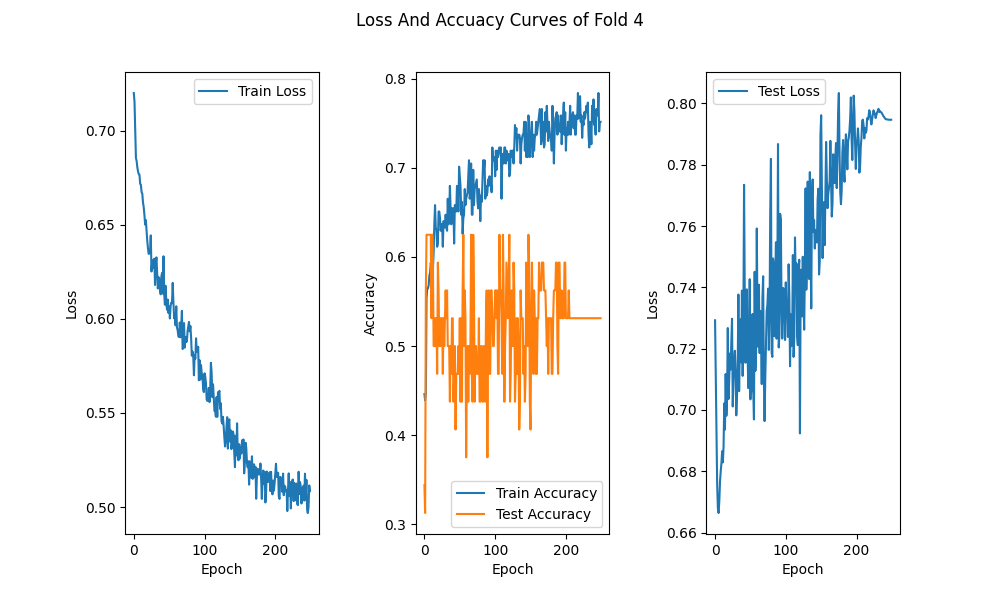 Loss And Accuacy Curves of Fold 4
Train Loss
0.70
0.65
0.60
0.55
0.50
Loss
0
100
200
Epoch
0.8
0.7
0.6
0.5
0.4
0.3
Accuracy
Train Accuracy
Test Accuracy
0
100
200
Epoch
Test Loss
0.80
0.78
0.76
0.74
0.72
0.70
0.68
0.66
Loss
0
100
200
Epoch